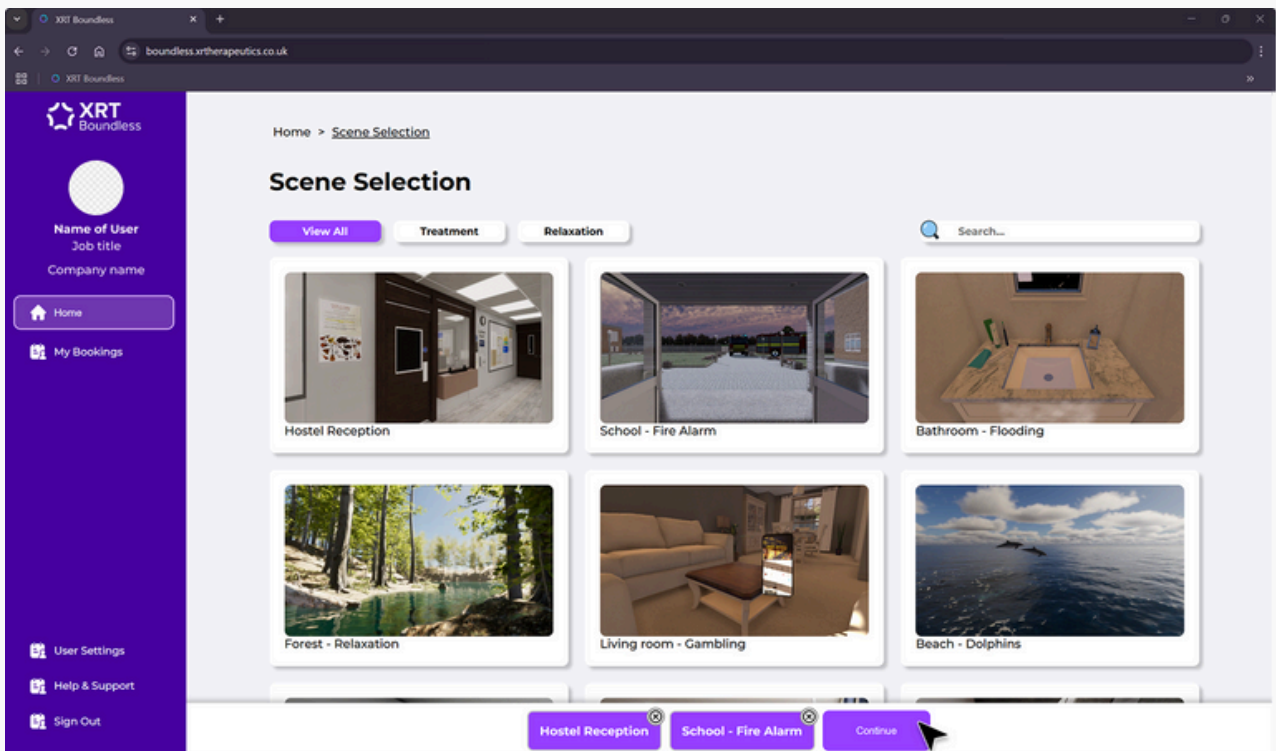 XRT Boundless
boundless.xrtherapeutics.co.uk
XRT Boundless
XRT
Boundless
Name of User
Job title
Company name
Home
My Bookings
User Settings
Help & Support
Sign Out
Home > Scene Selection
Scene Selection
View All Treatment Relaxation Search...
Hostel Reception School - Fire Alarm Bathroom - Flooding
Forest - Relaxation Living room - Gambling Beach - Dolphins
Hostel Reception School - Fire Alarm Continue